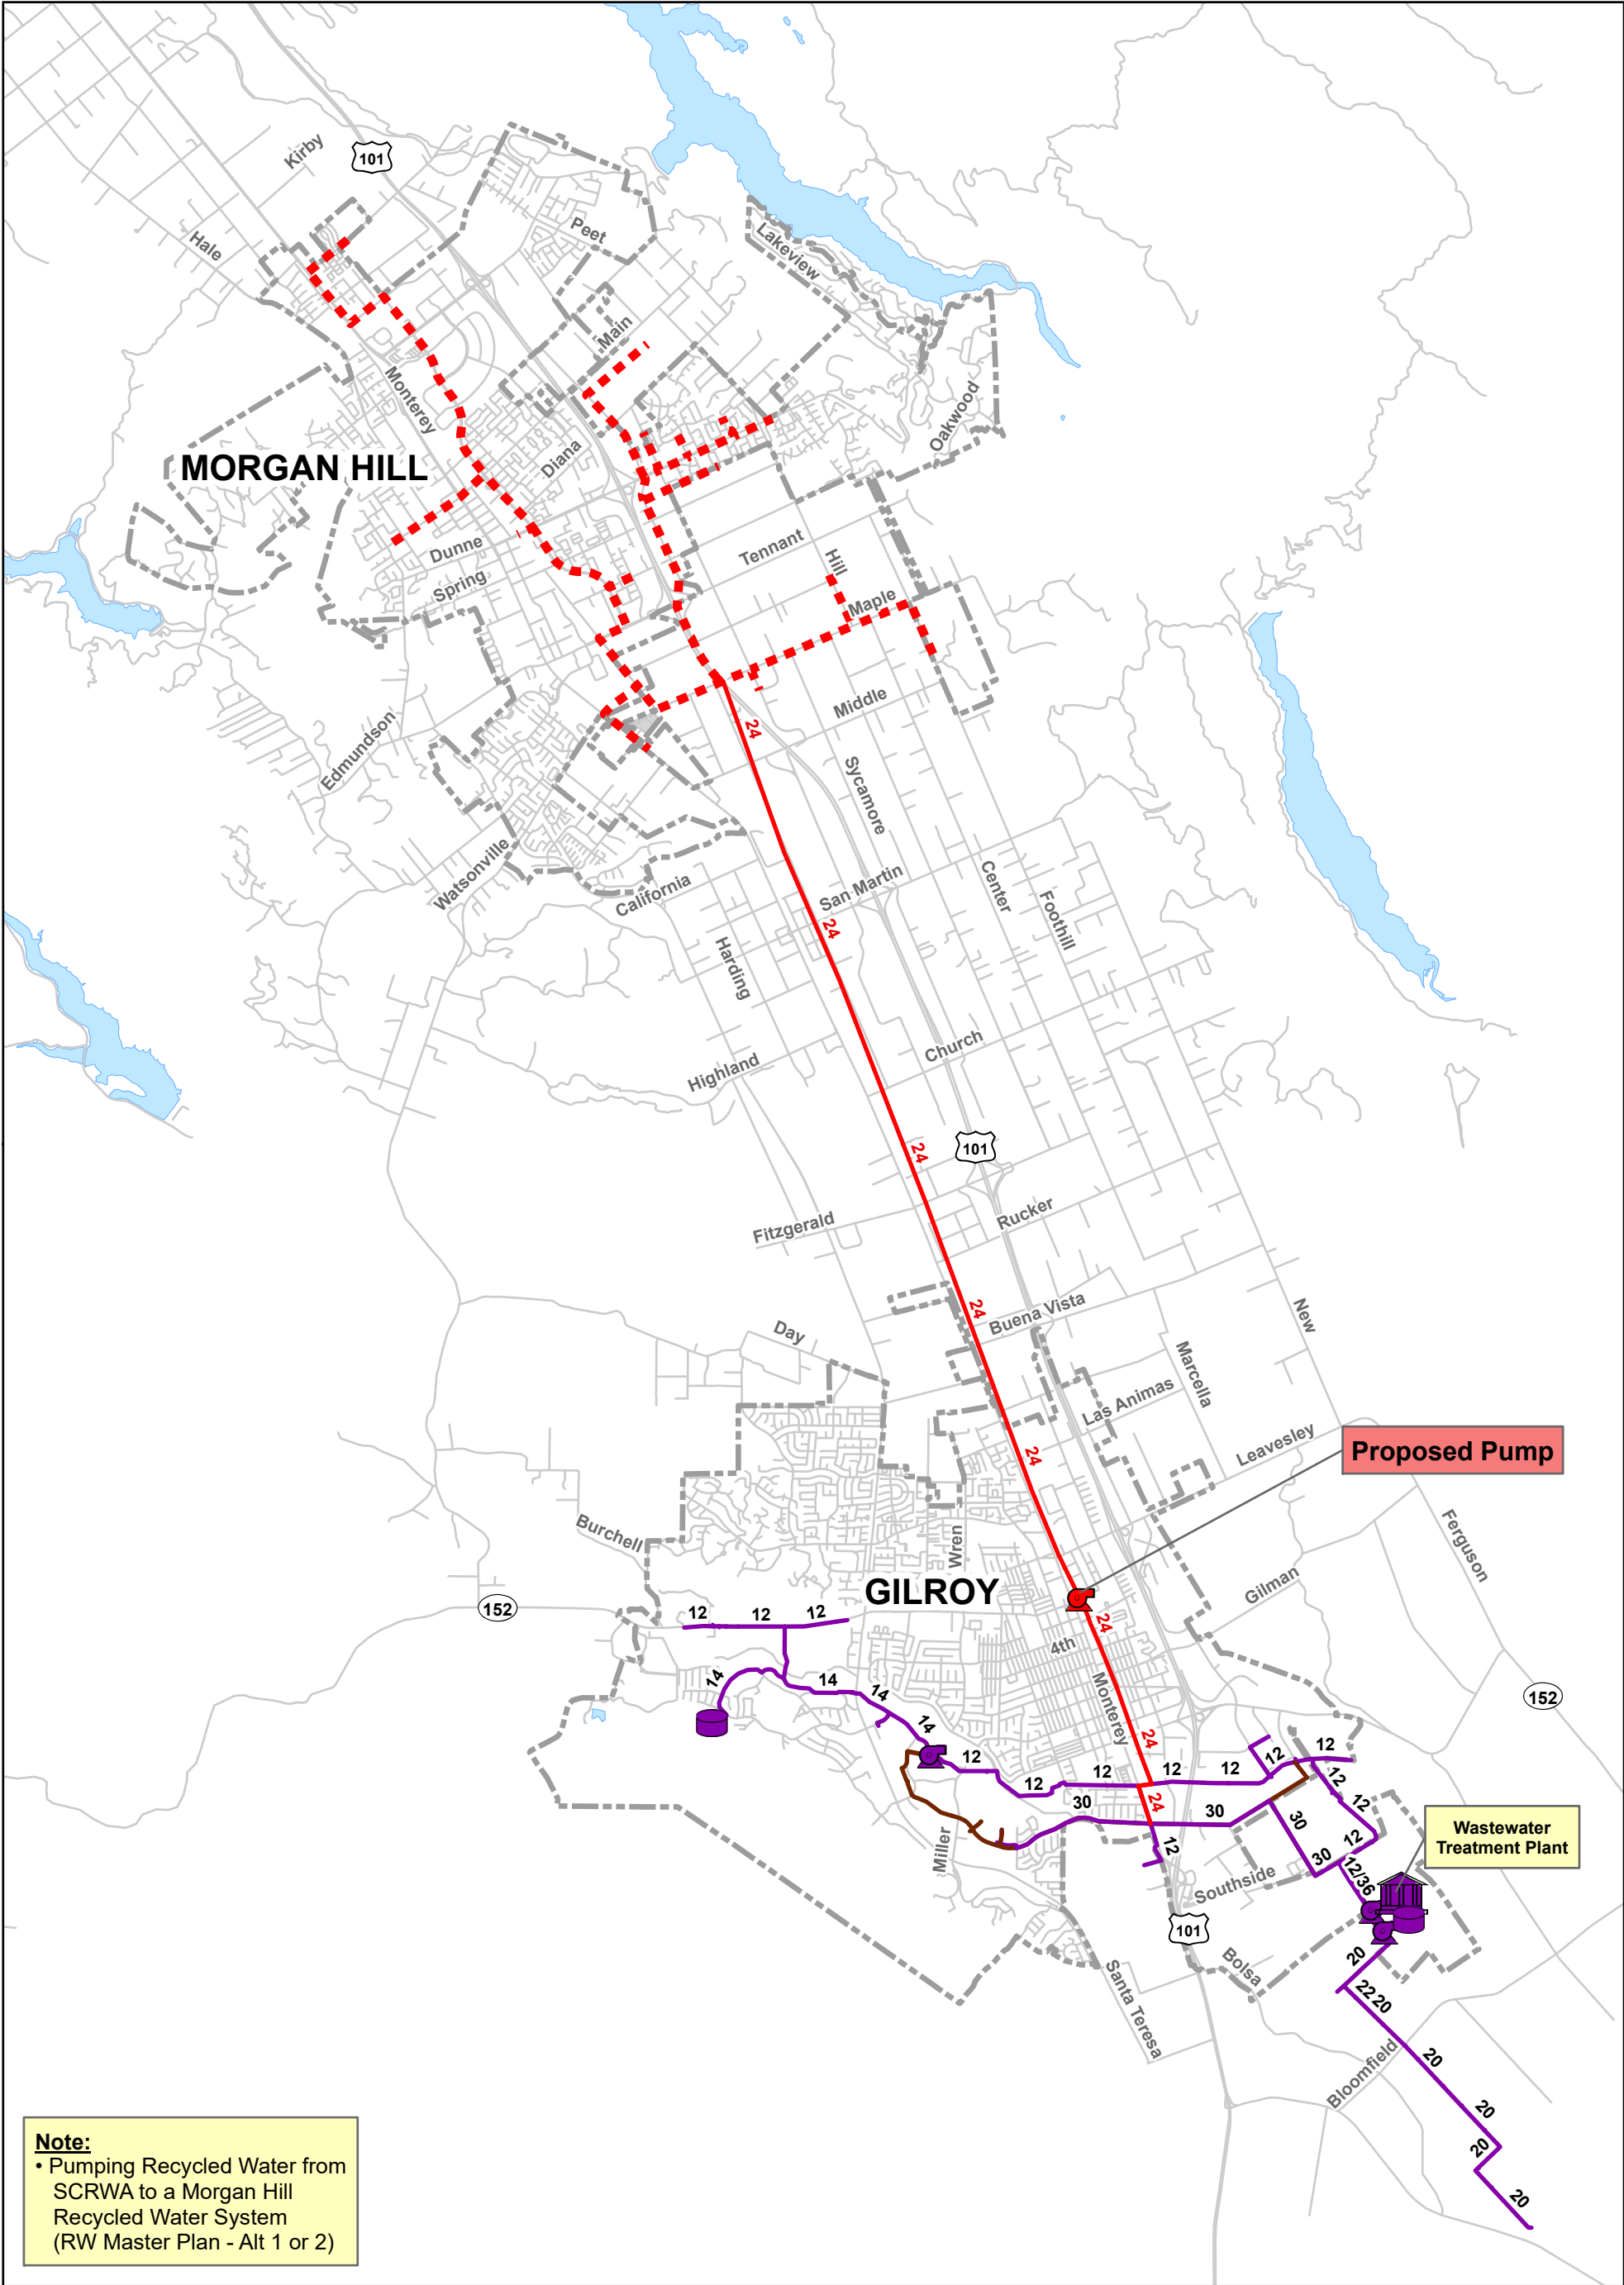 Kirby
101
Hale
Peet
Lakeview
Main
Monterey
Oakwood
MORGAN HILL
Diana
Dunne
Tennant
Hill
Spring
Maple
Middle
24
Edmundson
Sycamore
Watsonville
California
San Martin
Center
Foothill
24
Harding
Church
Highland
24
101
Rucker
Fitzgerald
24
Buena Vista
New
Day
Marcella
Las Animas
Leavesley
24
Proposed Pump
Burchell
Wren
Ferguson
GILROY
Gilman
152
12
12
12
24
4th
14
14
14
Monterey
152
14
24
12
12
12
12
12
12
12
12
24
12
30
30
30
12
Miller
12
30
12/36
Wastewater
Treatment Plant
Southside
101
Bolsa
20
Santa Teresa
22
20
20
Bloomfield
20
20
20
Note:
• Pumping Recycled Water from
SCRWA to a Morgan Hill
Recycled Water System
(RW Master Plan - Alt 1 or 2)